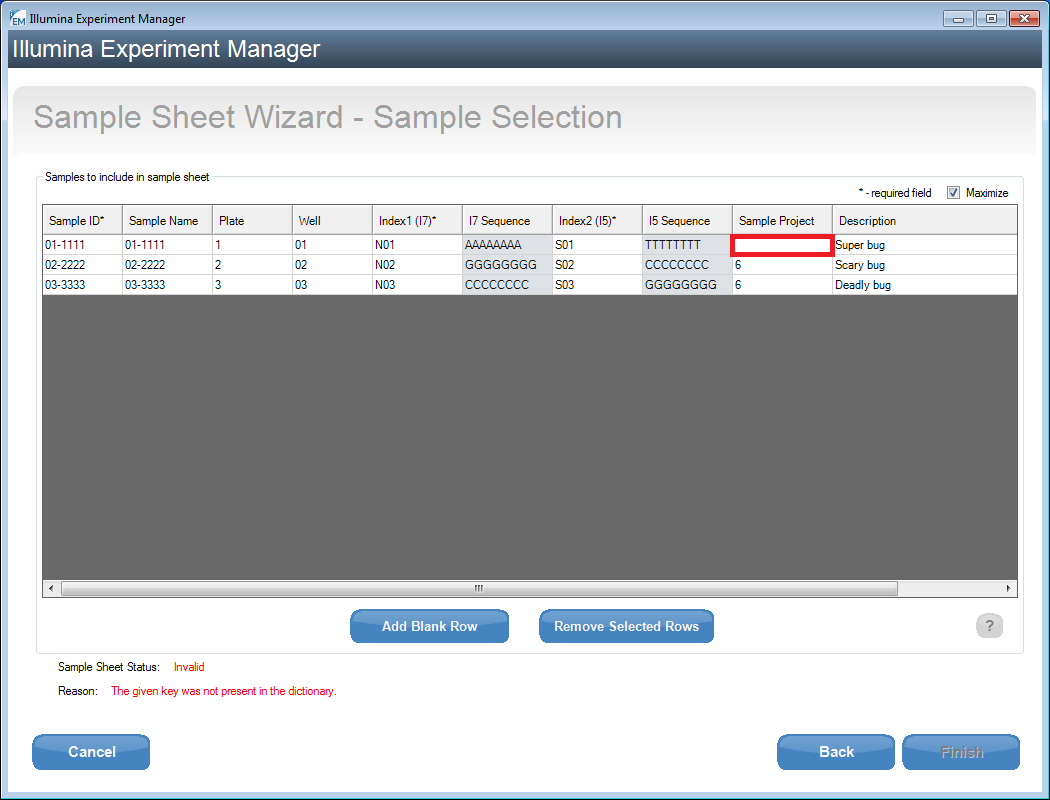 EM Illumina Experiment Manager
Illumina Experiment Manager
Sample Sheet Wizard - Sample Selection
Samples to include in sample sheet
* - required field Maximize
Sample ID* Sample Name Plate Well Index1 (I7)* I7 Sequence Index2 (I5)* I5 Sequence Sample Project Description
01-1111 01-1111 1 01 N01 AAAAAAAA S01 TTTTTTTT Super bug
02-2222 02-2222 2 02 N02 GGGGGGGG S02 CCCCCCCC 6 Scary bug
03-3333 03-3333 3 03 N03 CCCCCCCC S03 GGGGGGGG 6 Deadly bug
Add Blank Row Remove Selected Rows ?
Sample Sheet Status: Invalid
Reason: The given key was not present in the dictionary.
Cancel Back Finish